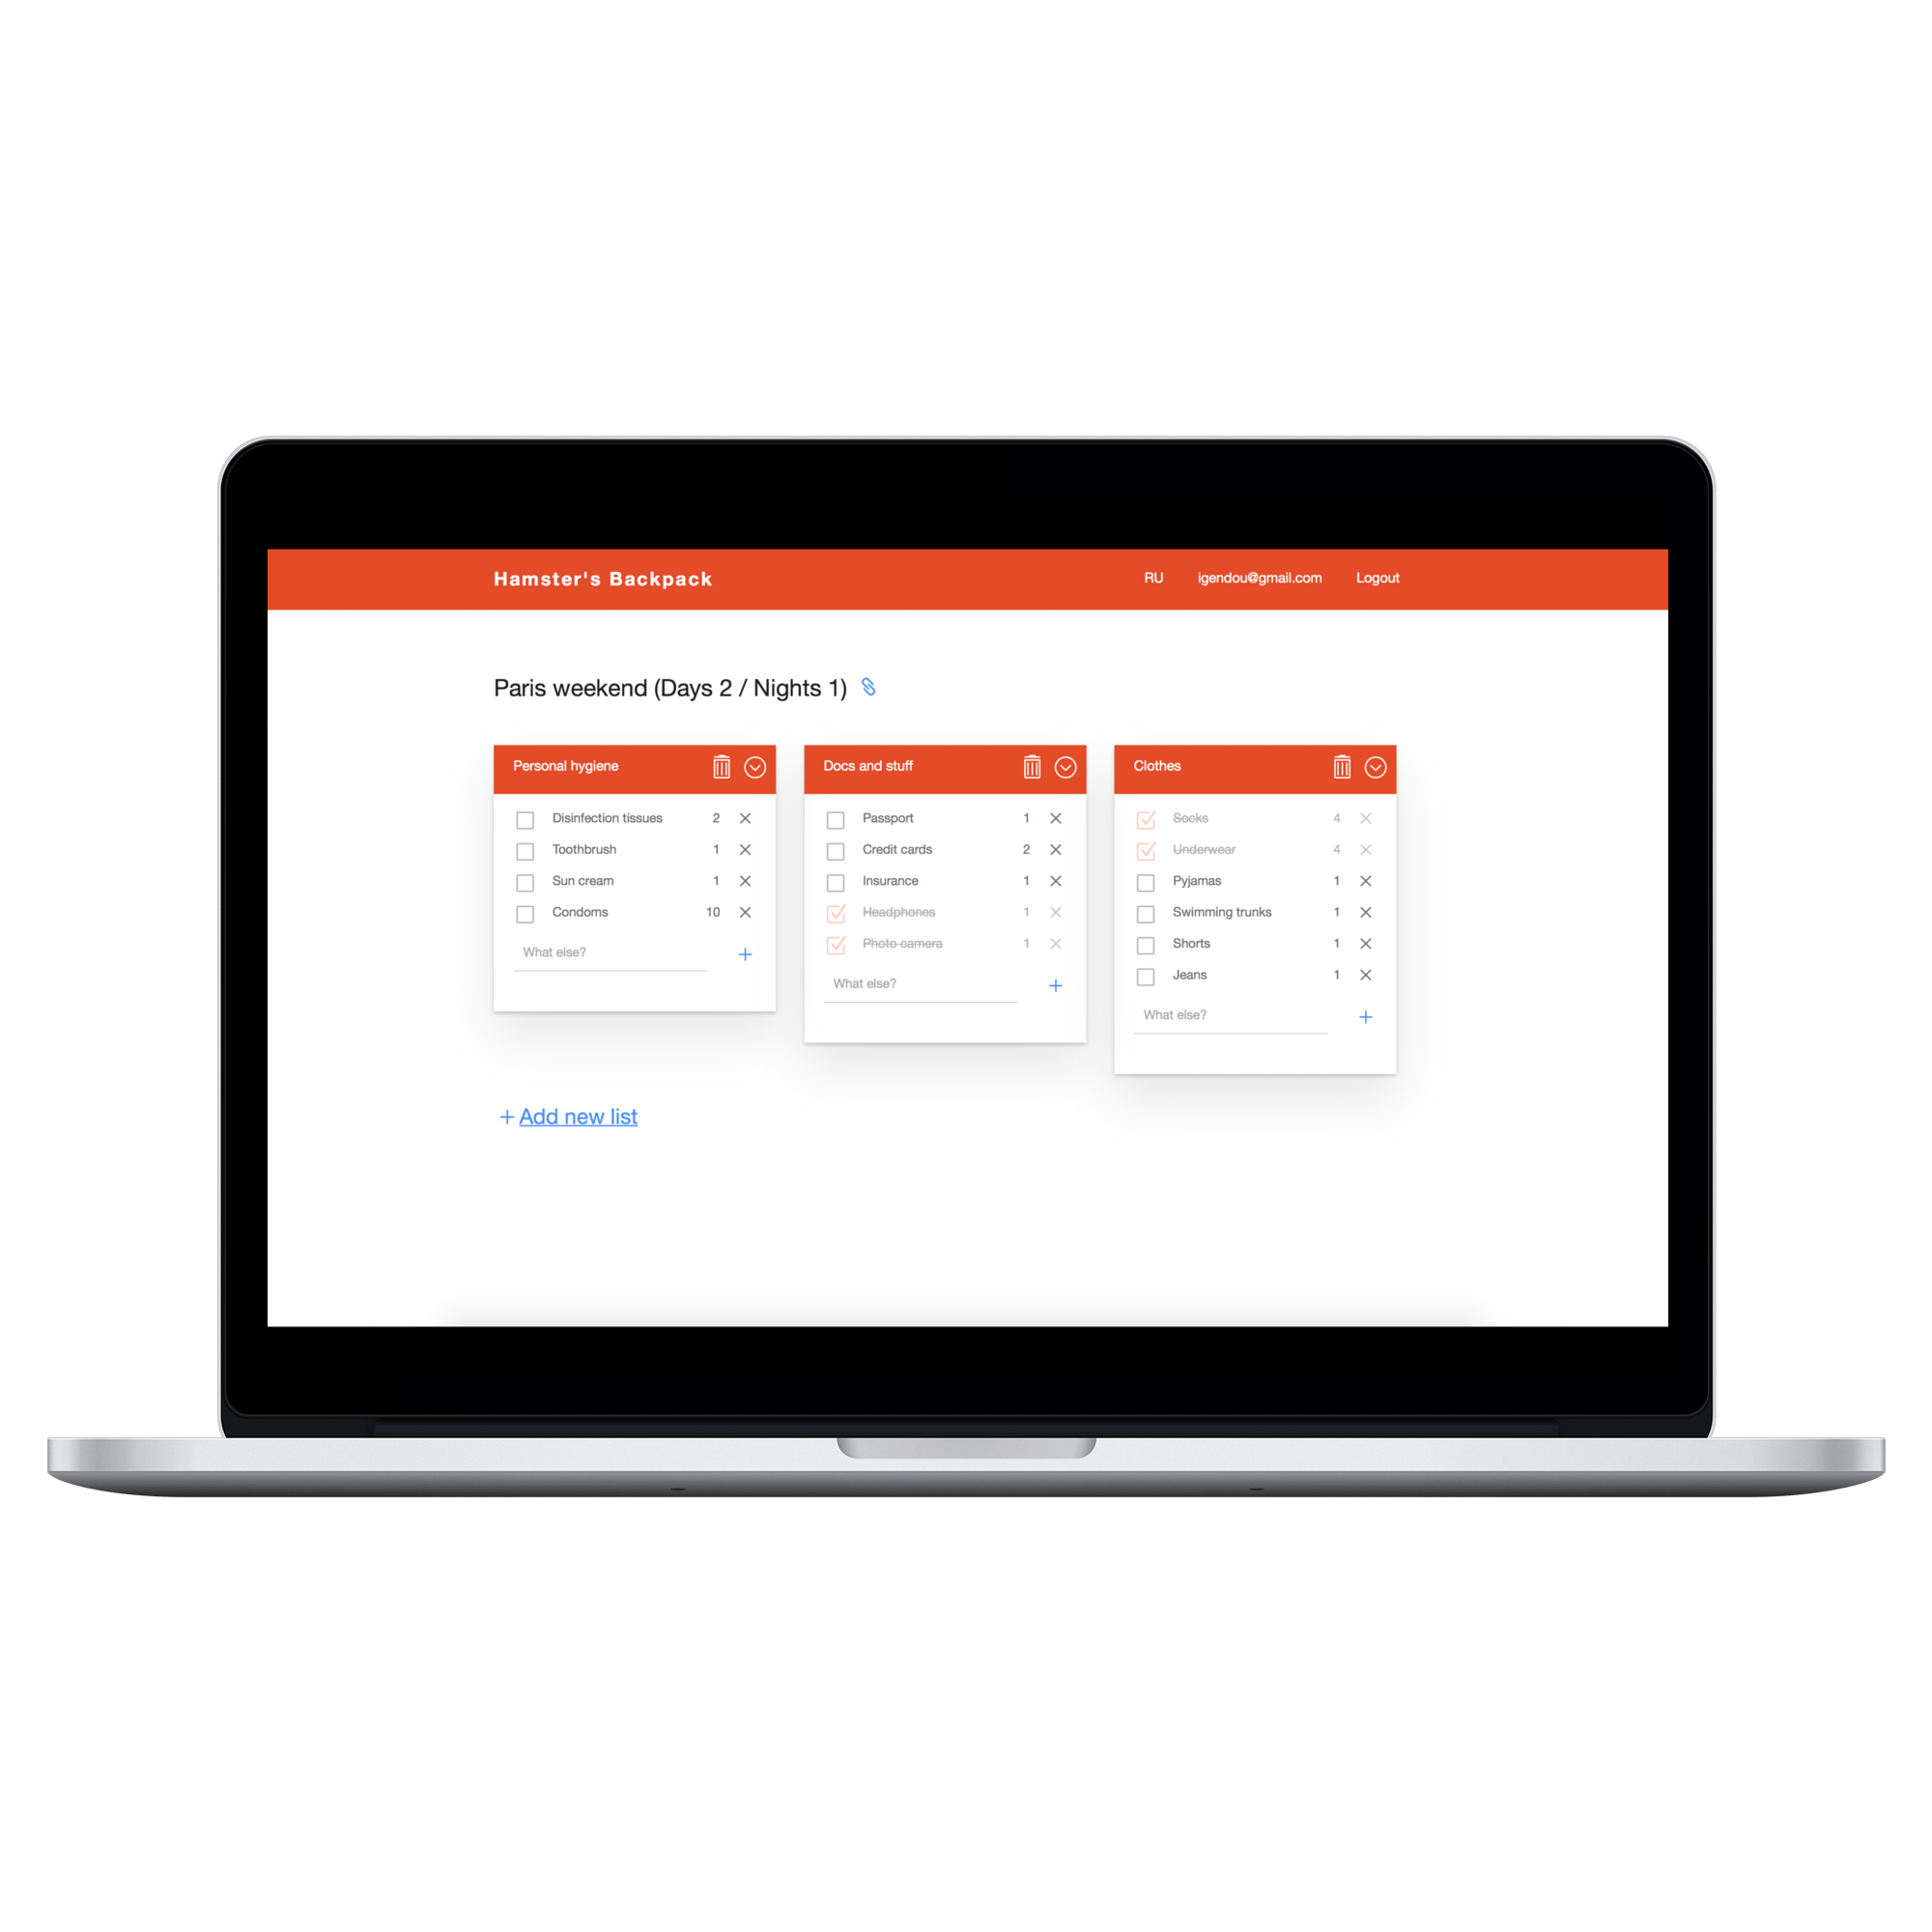 Hamster's Backpack RU igendou@gmail.com Logout
Paris weekend (Days 2 / Nights 1)
Personal hygiene
Disinfection tissues 2
Toothbrush 1
Sun cream 1
Condoms 10
What else?
Docs and stuff
Passport 1
Credit cards 2
Insurance 1
Headphones 1
Photo camera 1
What else?
Clothes
Socks 4
Underwear 4
Pyjamas 1
Swimming trunks 1
Shorts 1
Jeans 1
What else?
+ Add new list